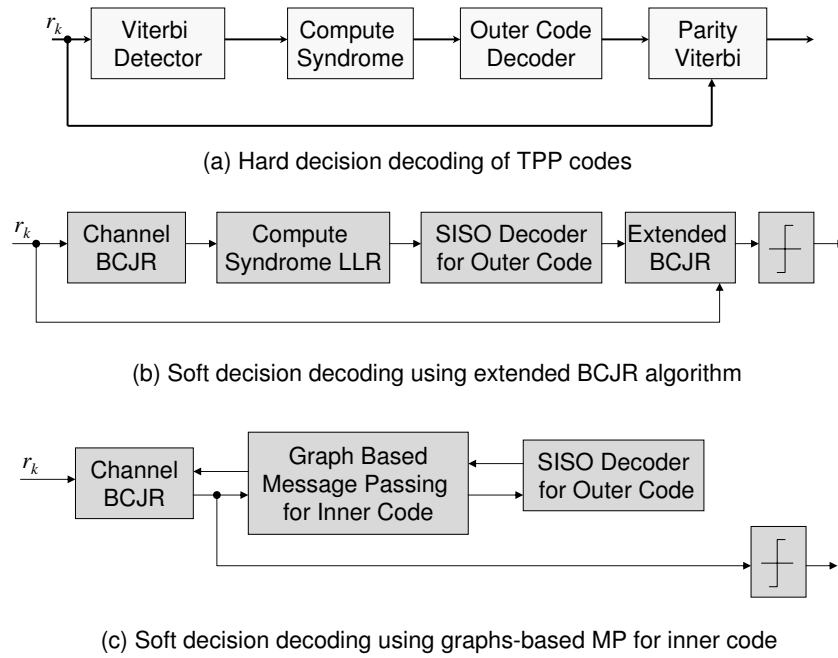 r_k
Viterbi
Detector
Compute
Syndrome
Outer Code
Decoder
Parity
Viterbi
(a) Hard decision decoding of TPP codes
r_k
Channel
BCJR
Compute
Syndrome LLR
SISO Decoder
for Outer Code
Extended
BCJR
(b) Soft decision decoding using extended BCJR algorithm
r_k
Channel
BCJR
Graph Based
Message Passing
for Inner Code
SISO Decoder
for Outer Code
(c) Soft decision decoding using graphs-based MP for inner code